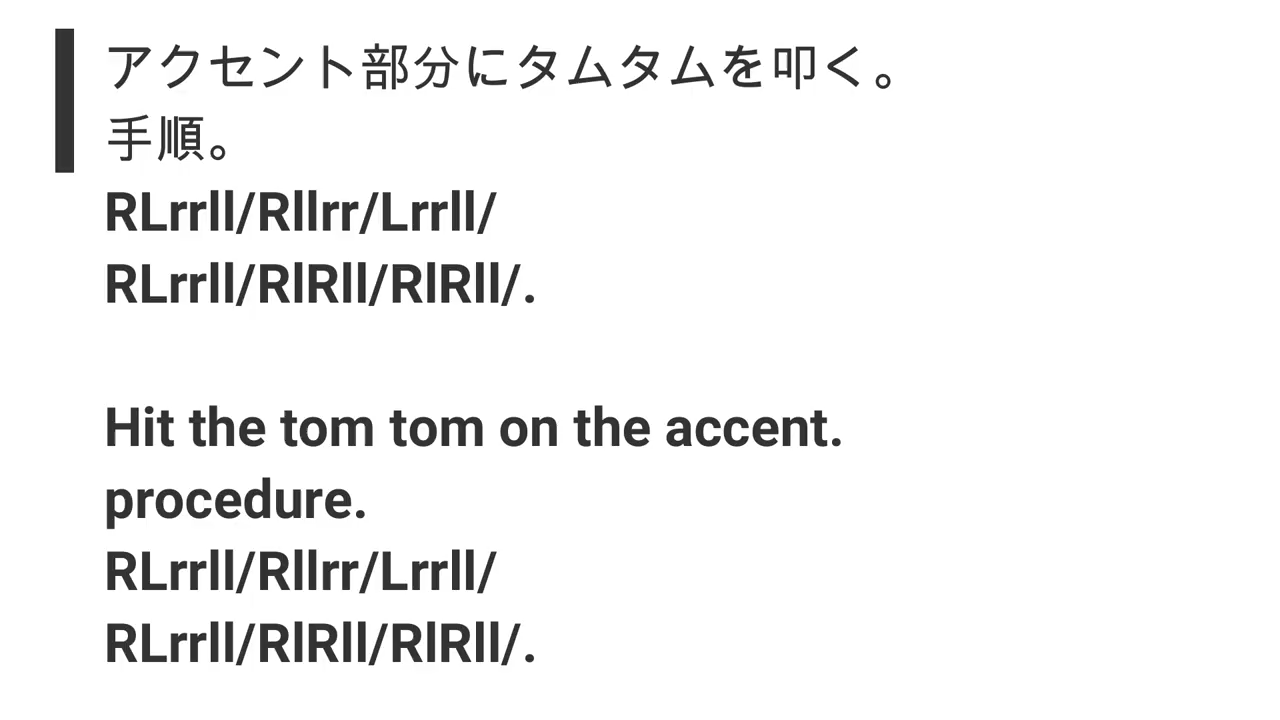 アクセント部分にタムタムを叩く。
手順。
RLrrll/Rllrr/Lrrll/
RLrrll/RlRll/RlRll/.
Hit the tom tom on the accent.
procedure.
RLrrll/Rllrr/Lrrll/
RLrrll/RlRll/RlRll/.